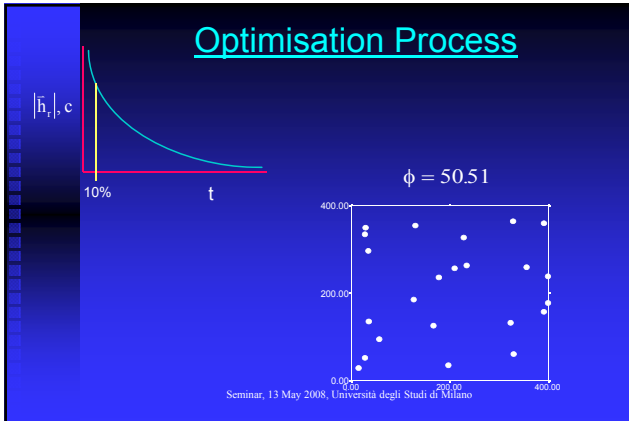 Optimisation Process
|h̄ᵣ|, c
10%
t
ϕ = 50.51
400.00
200.00
0.00
0.00 200.00 400.00
Seminar, 13 May 2008, Università degli Studi di Milano